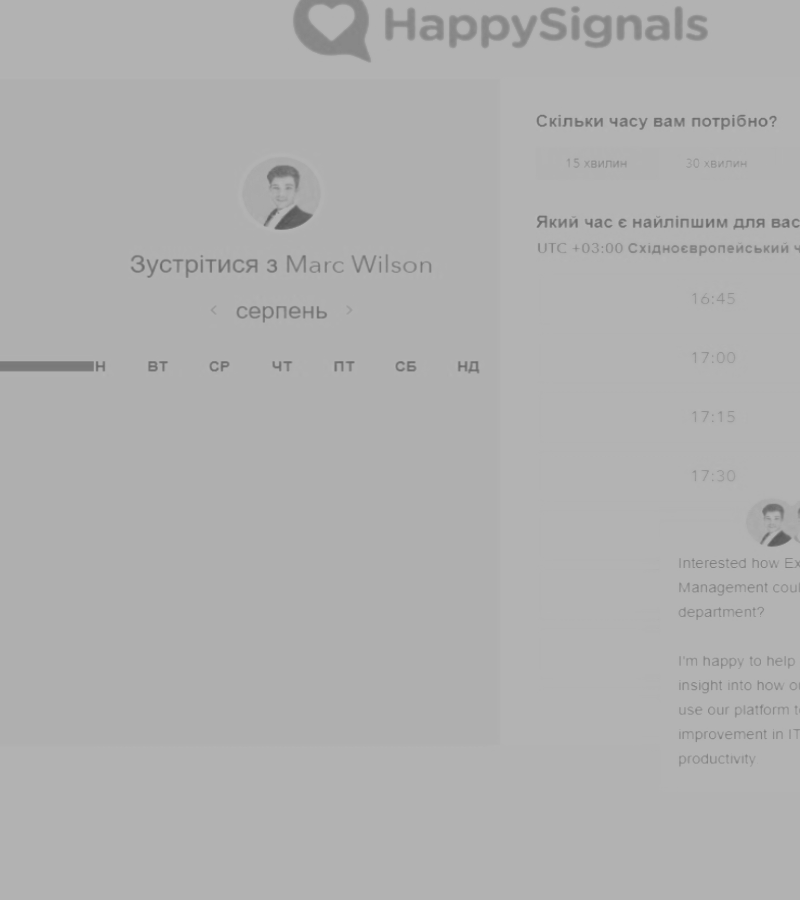 HappySignals
Зустрітися з Marc Wilson
серпень
ВТ СР ЧТ ПТ СБ НД
Скільки часу вам потрібно?
15 хвилин 30 хвилин
Який час є найліпшим для вас
UTC +03:00 Східноєвропейський
16:45
17:00
17:15
17:30
Interested how
Management
department?
I'm happy to help
insight into how
use our platform
improvement in IT
productivity